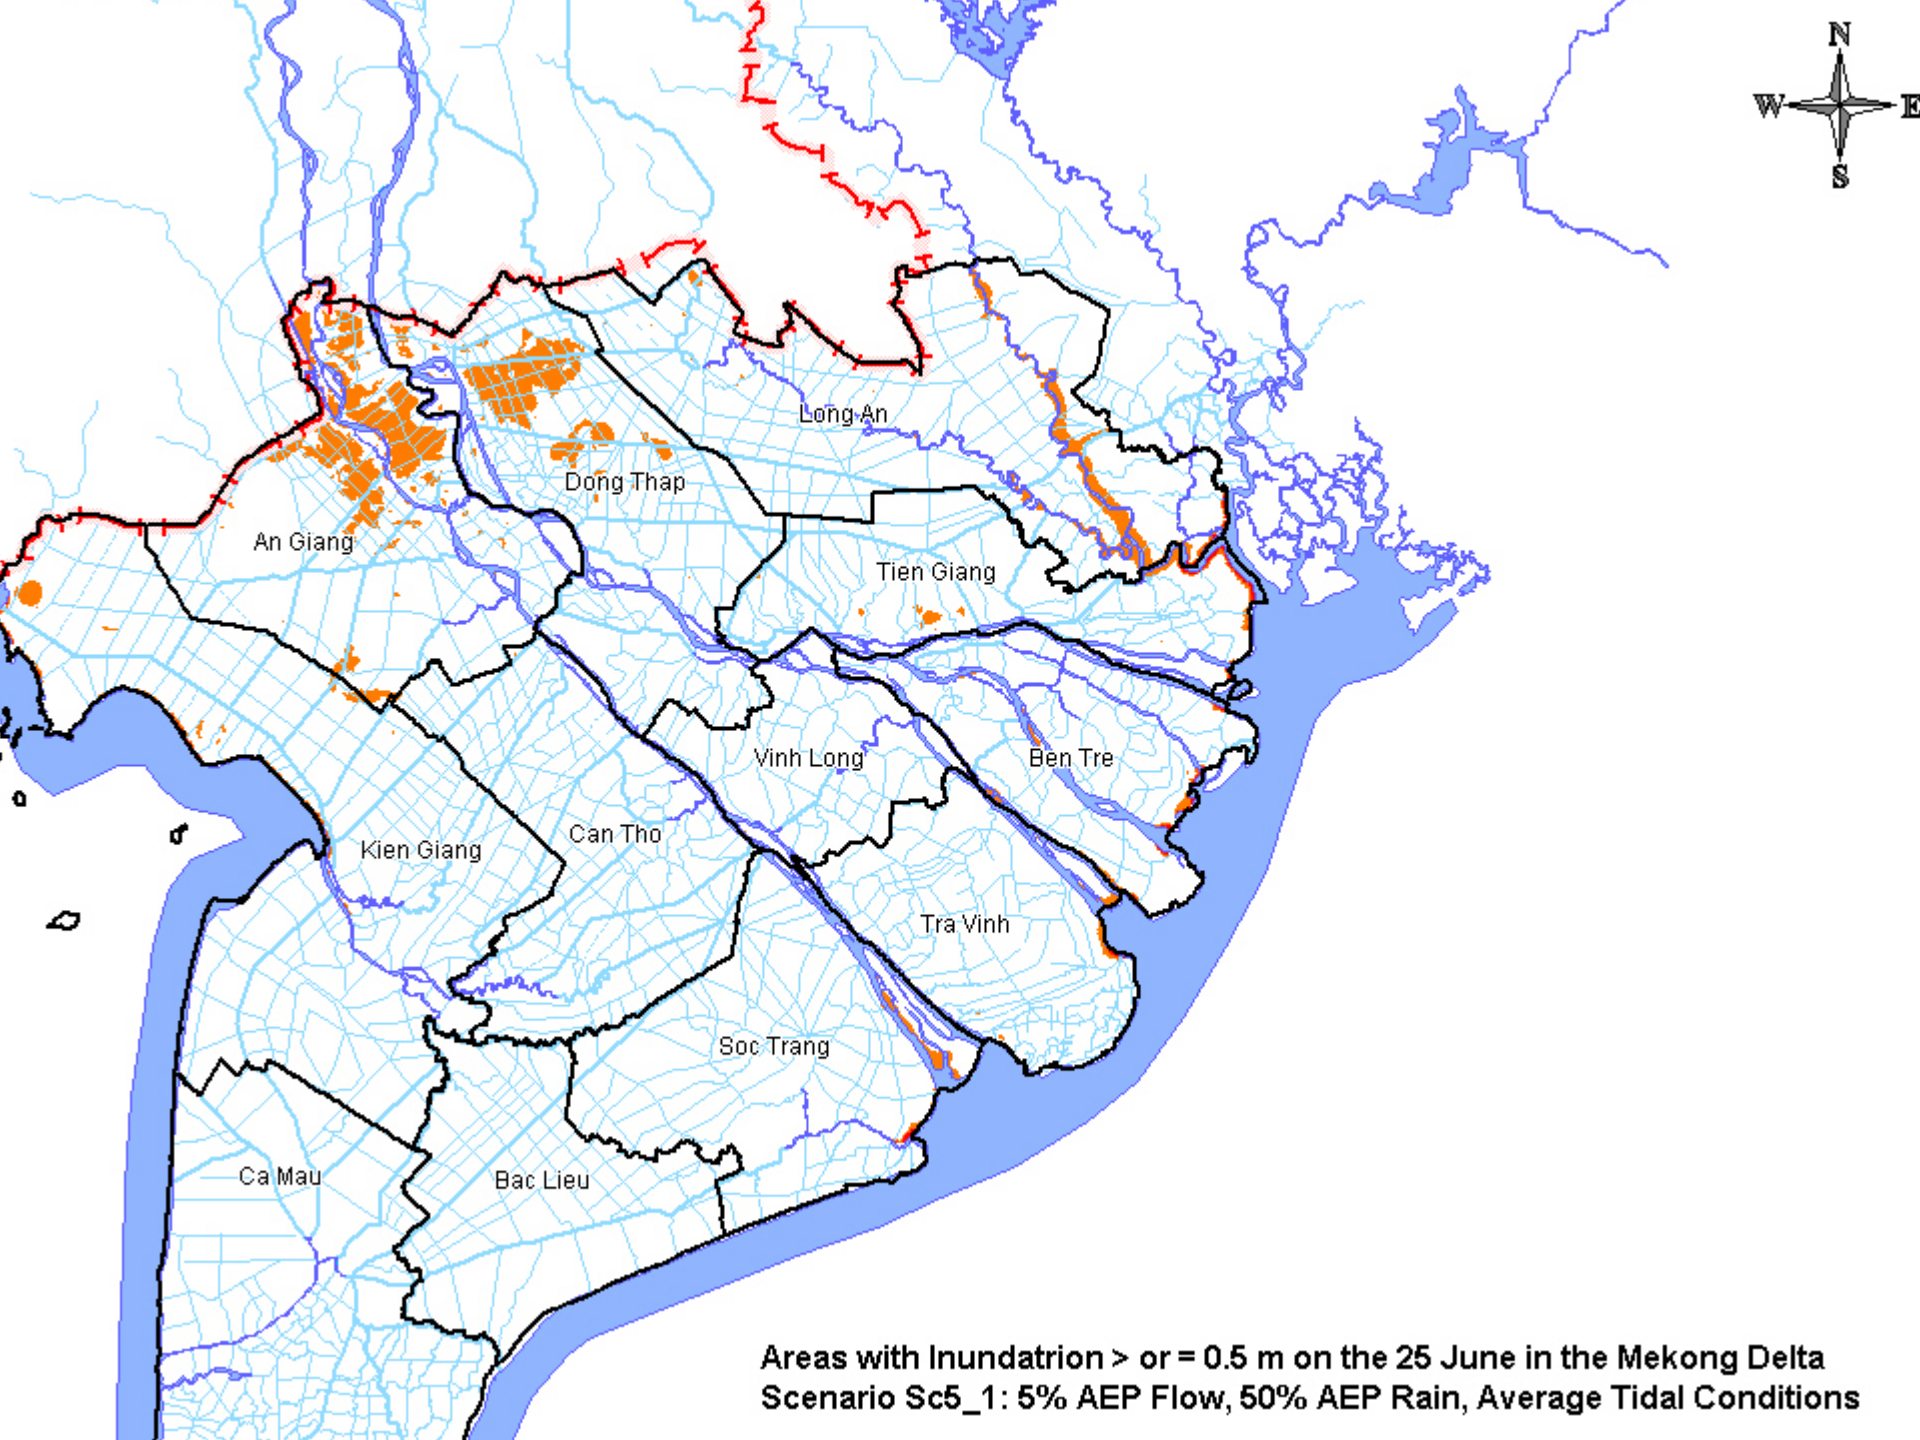 N
W E
S
Long An
Dong Thap
An Giang
Tien Giang
Vinh Long
Ben Tre
Can Tho
Kien Giang
Tra Vinh
Soc Trang
Ca Mau
Bac Lieu
Areas with Inundatrion > or = 0.5 m on the 25 June in the Mekong Delta
Scenario Sc5_1: 5% AEP Flow, 50% AEP Rain, Average Tidal Conditions